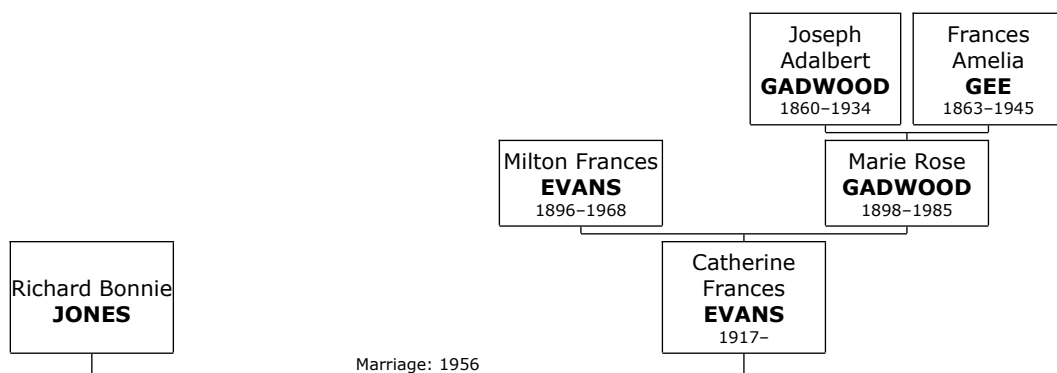 Joseph
Adalbert
GADWOOD
1860–1934
Frances
Amelia
GEE
1863–1945
Milton Frances
EVANS
1896–1968
Marie Rose
GADWOOD
1898–1985
Richard Bonnie
JONES
Catherine
Frances
EVANS
1917–
Marriage: 1956